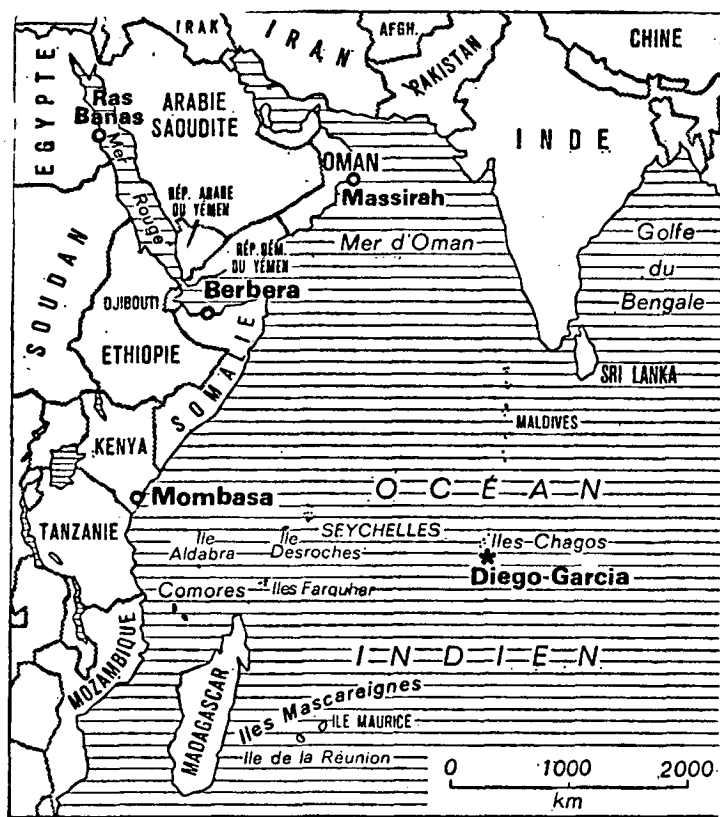 IRAK
IRAN
AFGH.
PAKISTAN
CHINE
EGYPTE
Ras
Banas
ARABIE
SAOUDITE
INDE
Mer
Rouge
OMAN
Massirah
RÉP. ARABE
DU YÉMEN
RÉP. DÉM.
DU YÉMEN
Mer d'Oman
Golfe
du
Bengale
SOUDAN
DJIBOUTI
Berbera
ETHIOPIE
SOMALIE
SRI LANKA
MALDIVES
KENYA
OCÉAN
Mombasa
TANZANIE
Ile
Aldabra
Ile
Desroches
SEYCHELLES
Iles Chagos
Diego-Garcia
Comores
Iles Farquhar
MOZAMBIQUE
INDIEN
MADAGASCAR
Iles Mascareignes
ILE MAURICE
Ile de la Réunion
0 1000 2000
km